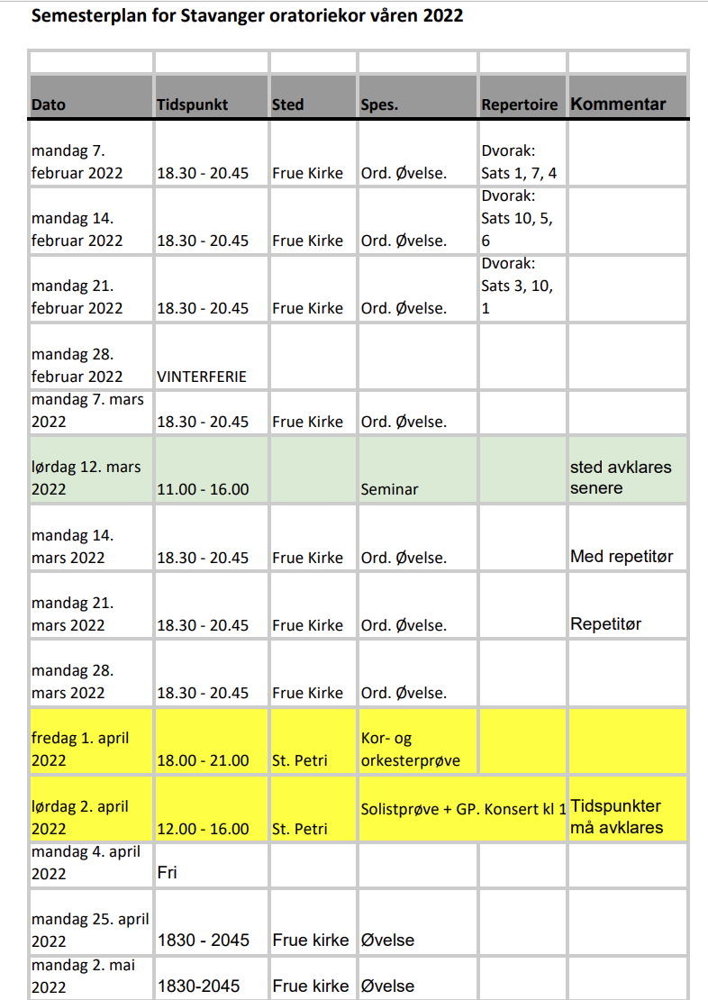 Semesterplan for Stavanger oratoriekor våren 2022
Dato Tidspunkt Sted Spes. Repertoire Kommentar
mandag 7. februar 2022 18.30 - 20.45 Frue Kirke Ord. Øvelse. Dvorak: Sats 1, 7, 4
mandag 14. februar 2022 18.30 - 20.45 Frue Kirke Ord. Øvelse. Dvorak: Sats 10, 5, 6
mandag 21. februar 2022 18.30 - 20.45 Frue Kirke Ord. Øvelse. Dvorak: Sats 3, 10, 1
mandag 28. februar 2022 VINTERFERIE
mandag 7. mars 2022 18.30 - 20.45 Frue Kirke Ord. Øvelse.
lørdag 12. mars 2022 11.00 - 16.00 Seminar sted avklares senere
mandag 14. mars 2022 18.30 - 20.45 Frue Kirke Ord. Øvelse. Med repetitør
mandag 21. mars 2022 18.30 - 20.45 Frue Kirke Ord. Øvelse. Repetitør
mandag 28. mars 2022 18.30 - 20.45 Frue Kirke Ord. Øvelse.
fredag 1. april 2022 18.00 - 21.00 St. Petri Kor- og orkesterprøve
lørdag 2. april 2022 12.00 - 16.00 St. Petri Solistprøve + GP. Konsert kl 1 Tidspunkter må avklares
mandag 4. april 2022 Fri
mandag 25. april 2022 1830 - 2045 Frue kirke Øvelse
mandag 2. mai 2022 1830-2045 Frue kirke Øvelse